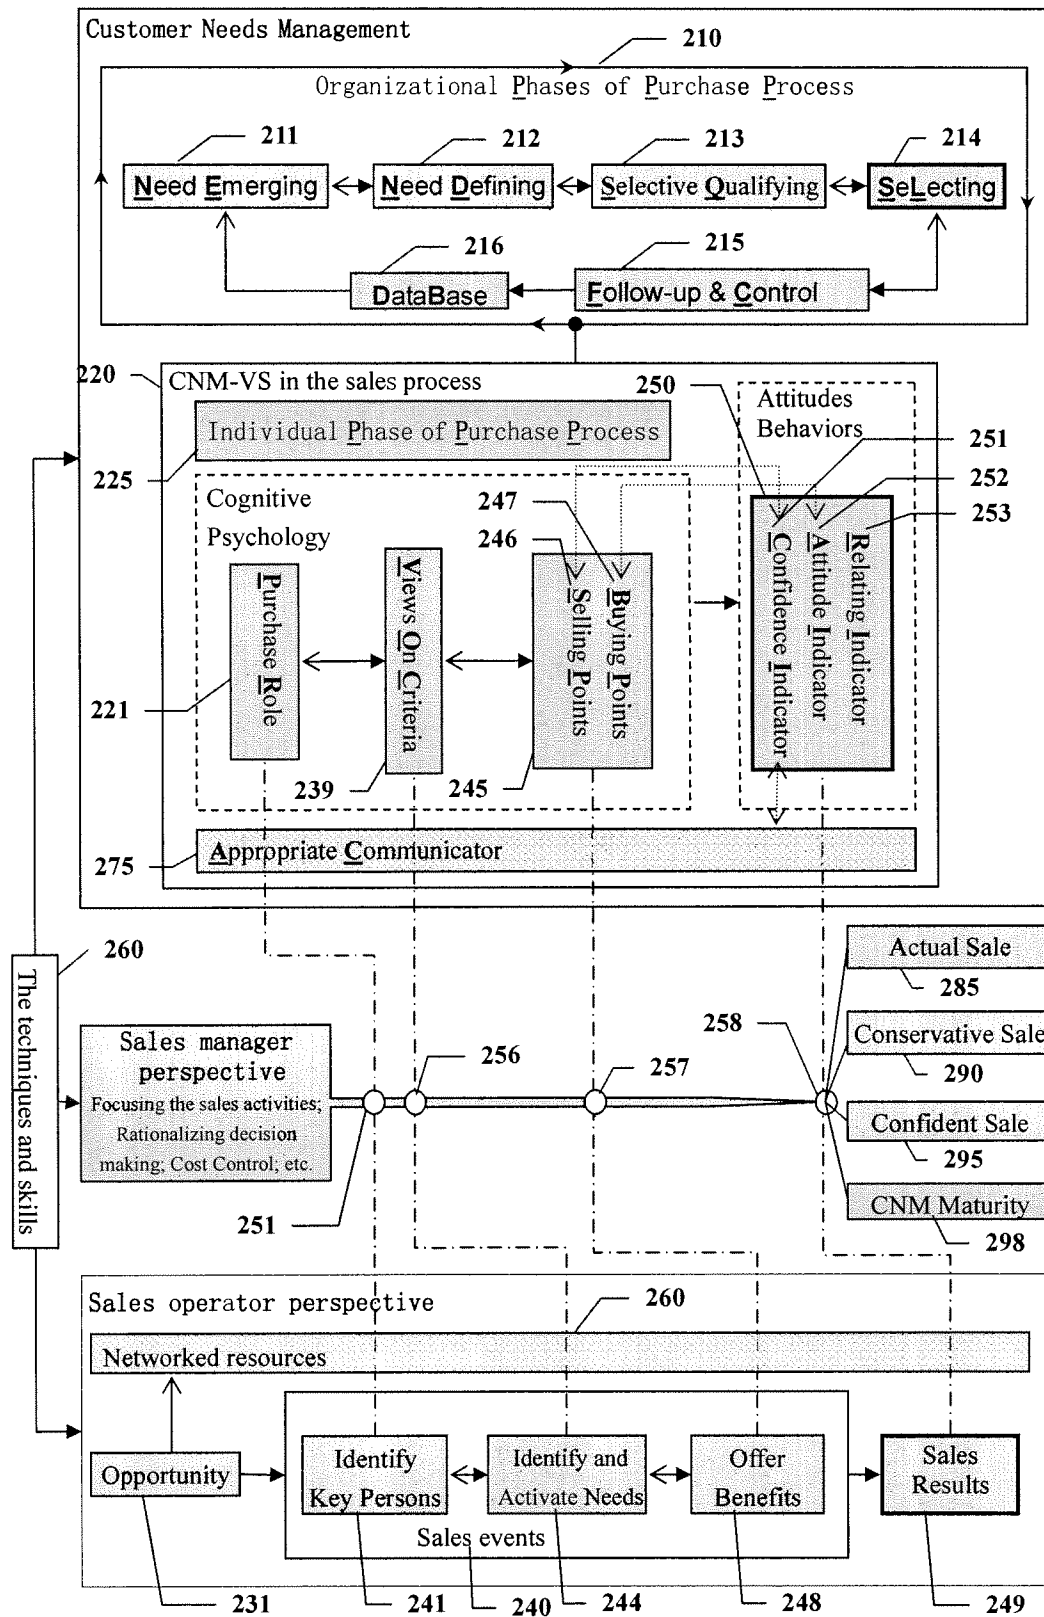 Customer Needs Management
210
Organizational Phases of Purchase Process
211
212
213
214
Need Emerging
Need Defining
Selective Qualifying
SeLecting
216
215
DataBase
Follow-up & Control
220
CNM-VS in the sales process
250
Attitudes
Behaviors
251
Individual Phase of Purchase Process
225
247
252
Cognitive
Psychology
246
253
Purchase Role
Views On Criteria
Selling Points
Buying Points
Confidence Indicator
Attitude Indicator
Relating Indicator
221
239
245
275
Appropriate Communicator
260
The techniques and skills
Actual Sale
285
Sales manager
perspective
Focusing the sales activities;
Rationalizing decision
making; Cost Control; etc.
256
257
258
Conservative Sale
290
Confident Sale
295
251
CNM Maturity
298
Sales operator perspective
260
Networked resources
Opportunity
Identify
Key Persons
Identify and
Activate Needs
Offer
Benefits
Sales
Results
Sales events
231
241
240
244
248
249